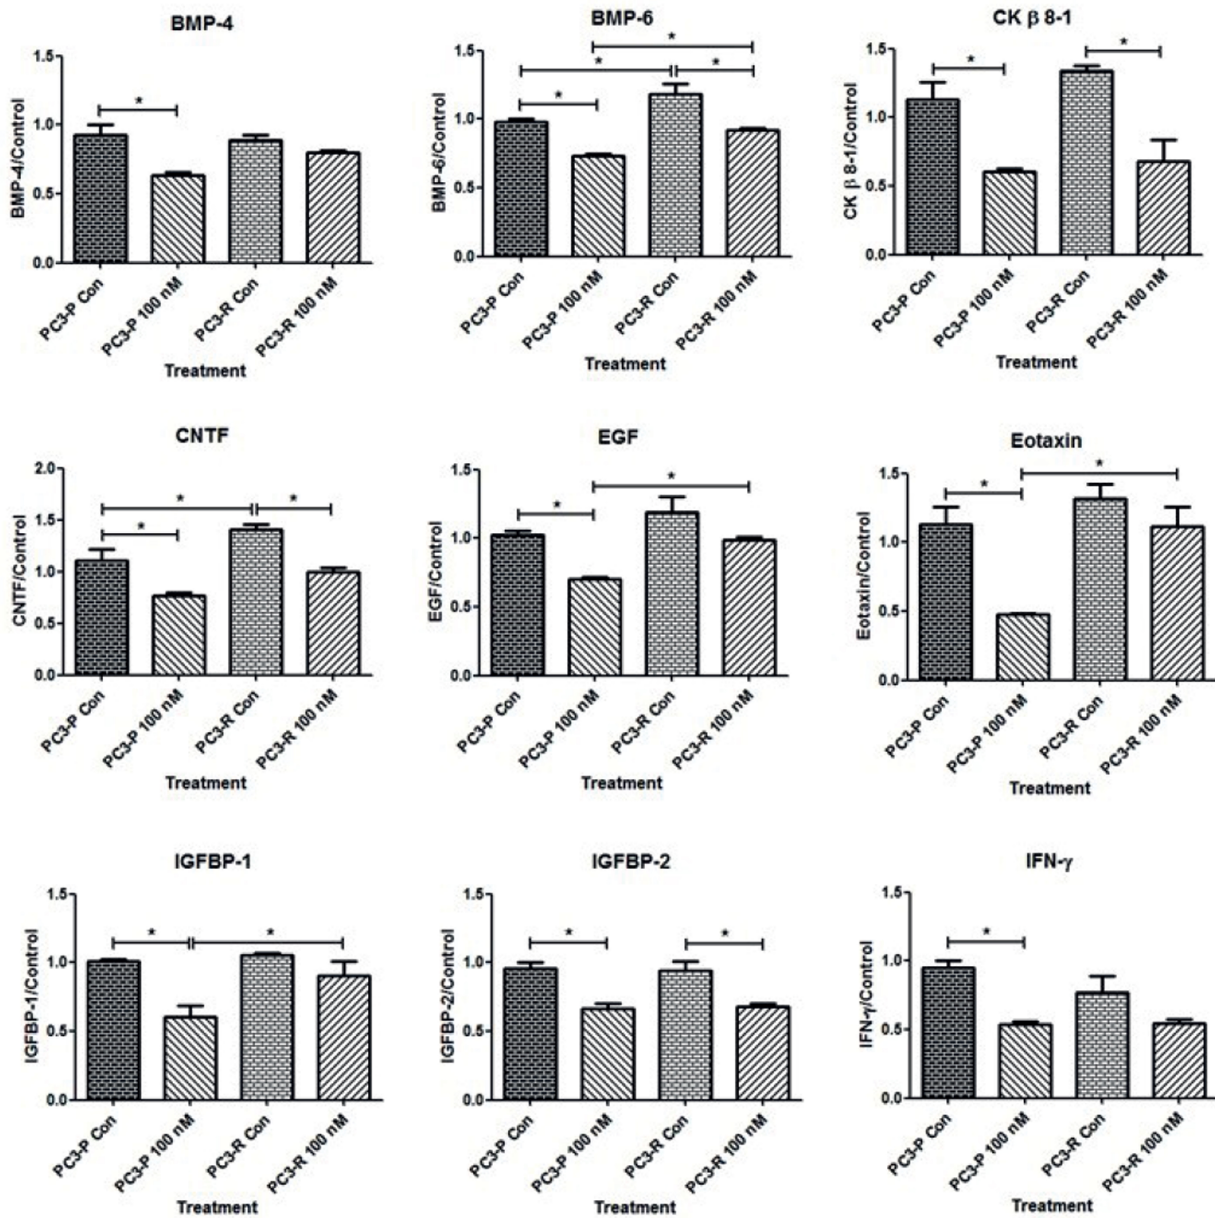 BMP-4
BMP-4/Control
1.5
1.0
0.5
0.0
*
PC3-P Con
PC3-P 100 nM
PC3-R Con
PC3-R 100 nM
Treatment
BMP-6
BMP-6/Control
1.5
1.0
0.5
0.0
*
*
*
*
PC3-P Con
PC3-P 100 nM
PC3-R Con
PC3-R 100 nM
Treatment
CK β 8-1
CK β 8-1/Control
1.5
1.0
0.5
0.0
*
*
PC3-P Con
PC3-P 100 nM
PC3-R Con
PC3-R 100 nM
Treatment
CNTF
CNTF/Control
2.0
1.5
1.0
0.5
0.0
*
*
*
PC3-P Con
PC3-P 100 nM
PC3-R Con
PC3-R 100 nM
Treatment
EGF
EGF/Control
1.5
1.0
0.5
0.0
*
*
PC3-P Con
PC3-P 100 nM
PC3-R Con
PC3-R 100 nM
Treatment
Eotaxin
Eotaxin/Control
1.5
1.0
0.5
0.0
*
*
PC3-P Con
PC3-P 100 nM
PC3-R Con
PC3-R 100 nM
Treatment
IGFBP-1
IGFBP-1/Control
1.5
1.0
0.5
0.0
*
*
PC3-P Con
PC3-P 100 nM
PC3-R Con
PC3-R 100 nM
Treatment
IGFBP-2
IGFBP-2/Control
1.5
1.0
0.5
0.0
*
*
PC3-P Con
PC3-P 100 nM
PC3-R Con
PC3-R 100 nM
Treatment
IFN-γ
IFN-γ/Control
1.5
1.0
0.5
0.0
*
PC3-P Con
PC3-P 100 nM
PC3-R Con
PC3-R 100 nM
Treatment